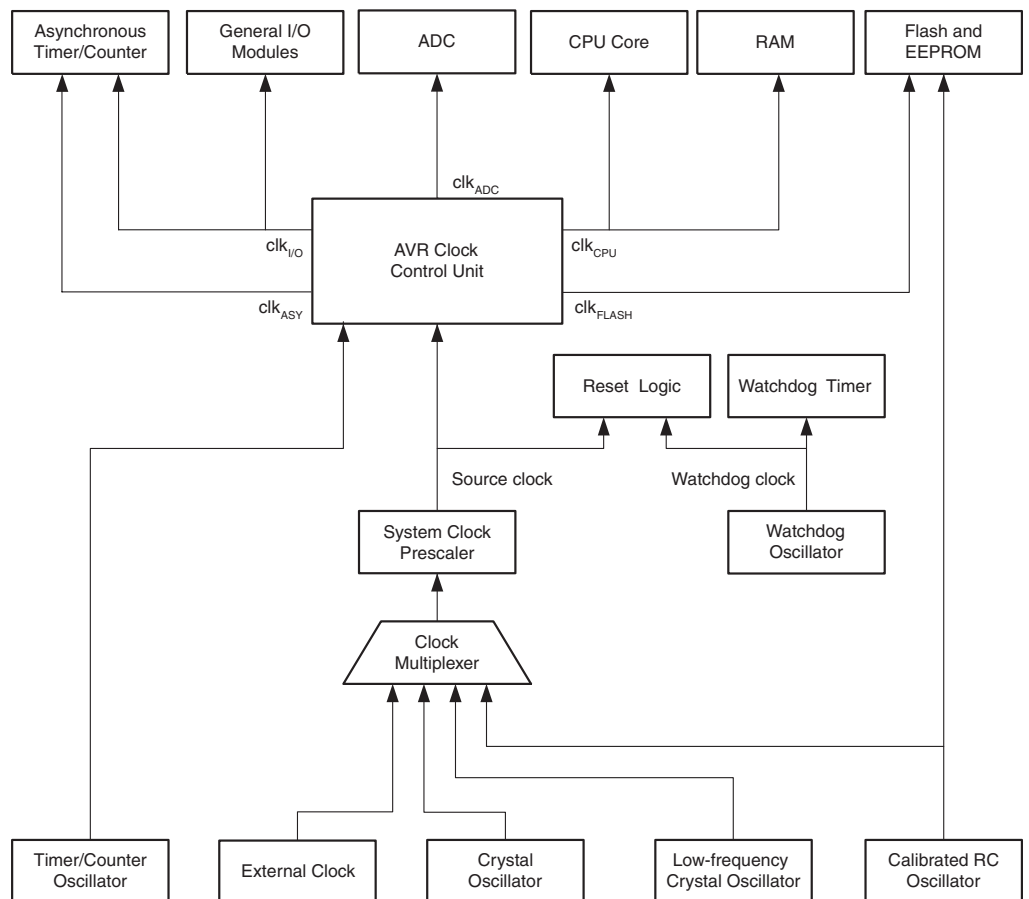 Asynchronous
Timer/Counter
General I/O
Modules
ADC
CPU Core
RAM
Flash and
EEPROM
clkADC
clkI/O
AVR Clock
Control Unit
clkCPU
clkASY
clkFLASH
Reset Logic
Watchdog Timer
Source clock
Watchdog clock
System Clock
Prescaler
Watchdog
Oscillator
Clock
Multiplexer
Timer/Counter
Oscillator
External Clock
Crystal
Oscillator
Low-frequency
Crystal Oscillator
Calibrated RC
Oscillator